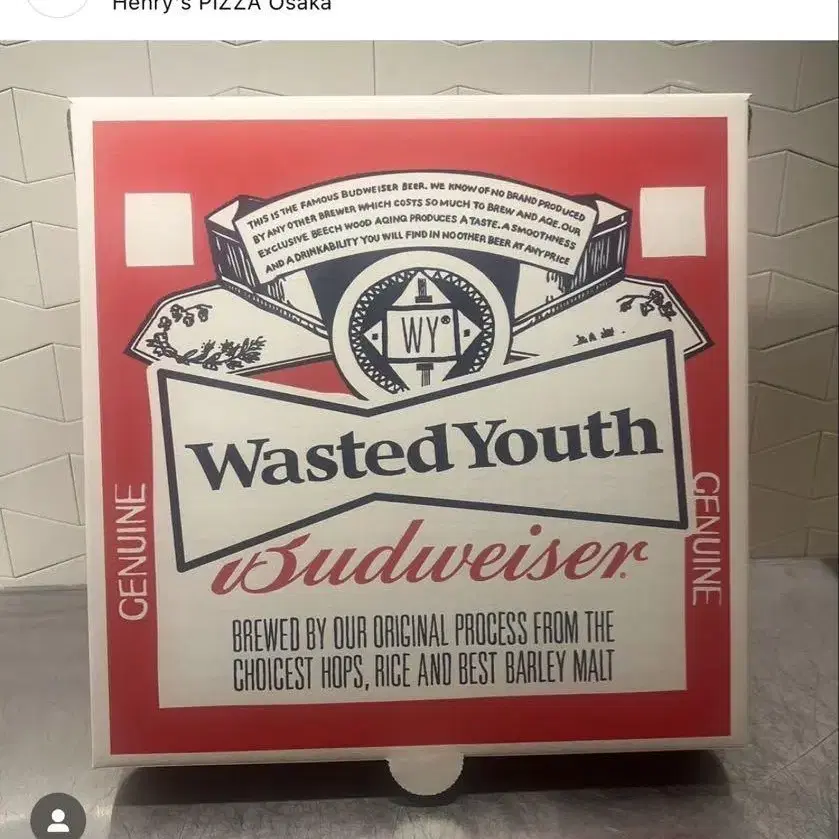 Henry's PIZZA Osaka
THIS IS THE FAMOUS BUDWEISER BEER. WE KNOW OF NO BRAND PRODUCED
BY ANY OTHER BREWER WHICH COSTS SO MUCH TO BREW AND AGE. OUR
EXCLUSIVE BEECH WOOD AGING PRODUCES A TASTE. A SMOOTHNESS
AND A DRINKABILITY YOU WILL FIND IN NO OTHER BEER AT ANY PRICE
WY®
Wasted Youth
GENUINE
GENUINE
Budweiser
BREWED BY OUR ORIGINAL PROCESS FROM THE
CHOICEST HOPS, RICE AND BEST BARLEY MALT